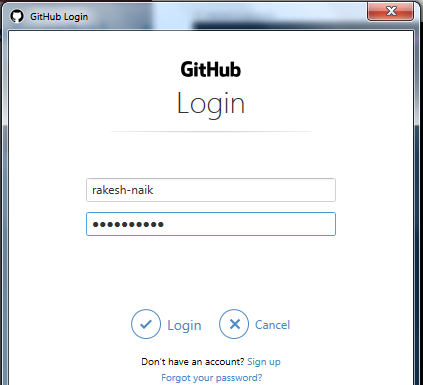 GitHub Login
GitHub
Login
rakesh-naik
●●●●●●●●●●
Login Cancel
Don't have an account? Sign up
Forgot your password?